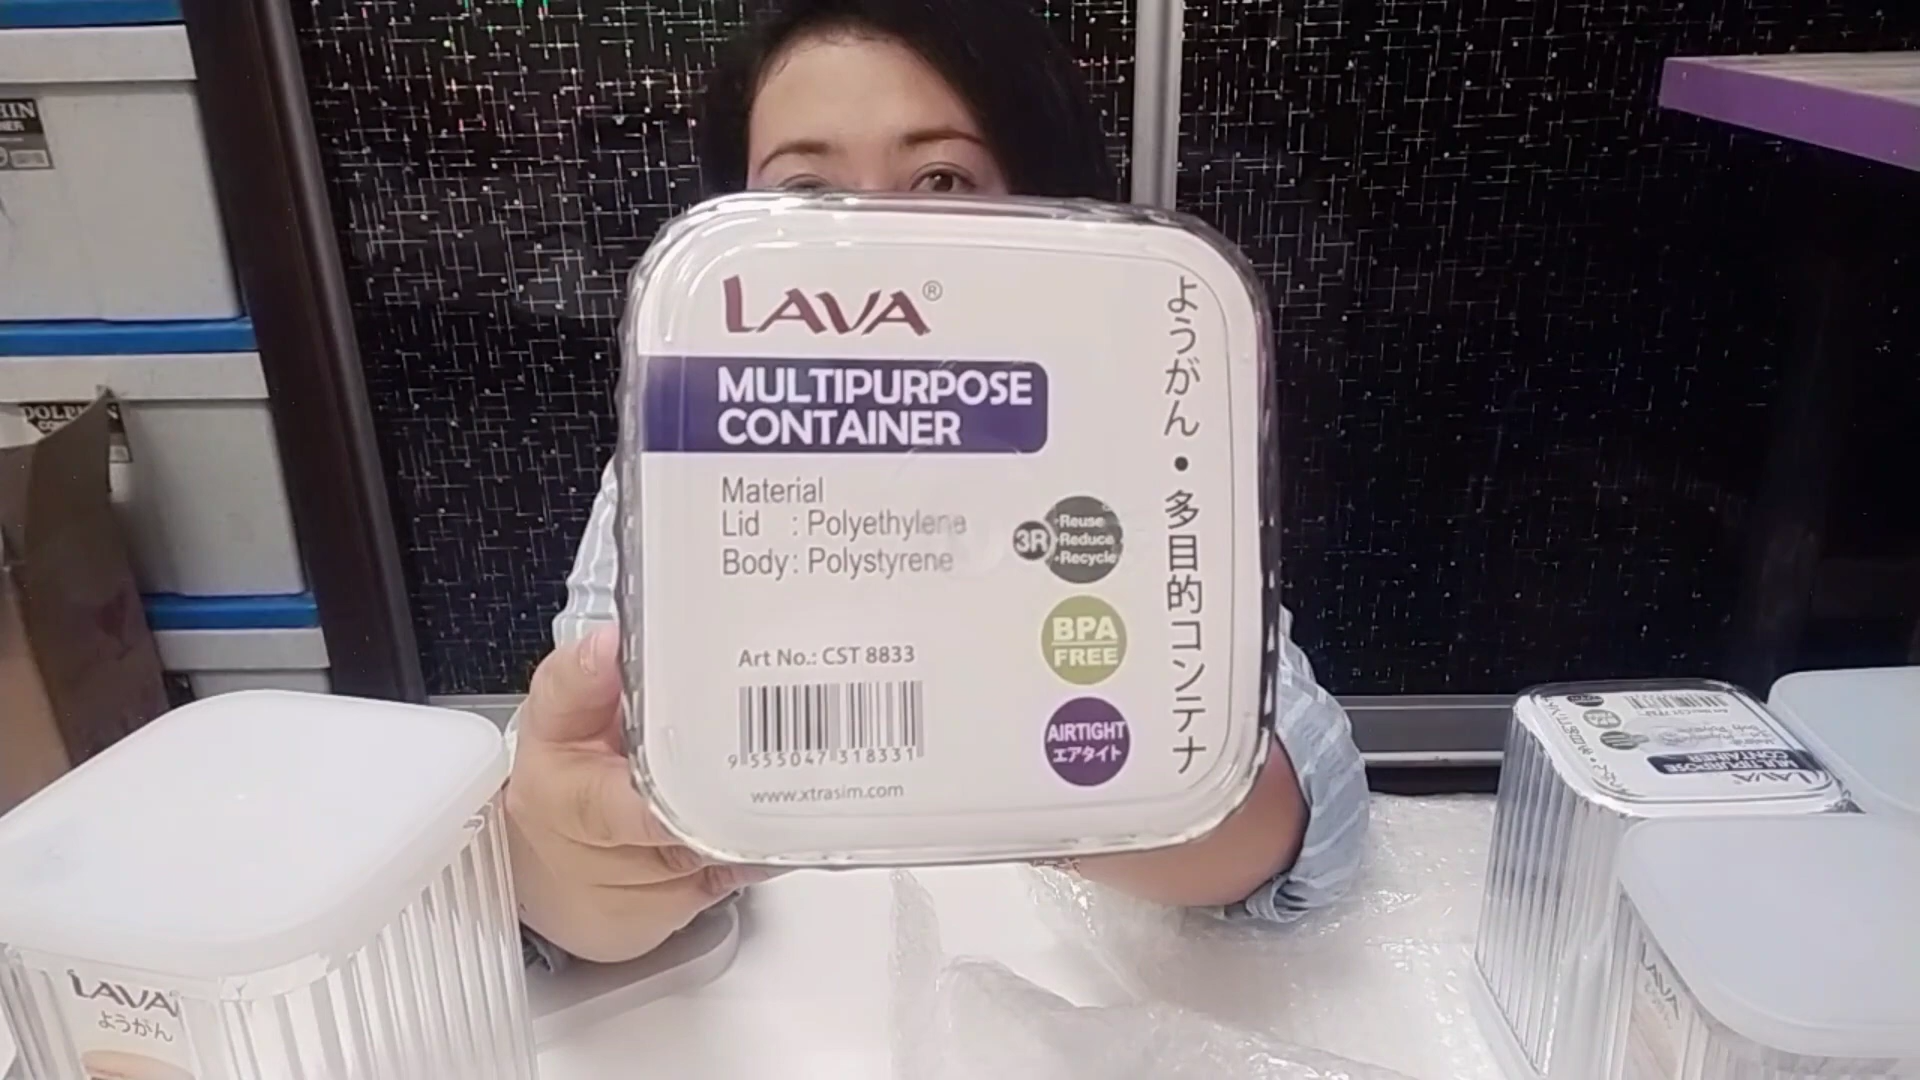 LAVA®
MULTIPURPOSE
CONTAINER
Material
Lid : Polyethylene
Body : Polystyrene
3R
•Reuse
•Reduce
•Recycle
BPA
FREE
AIRTIGHT
エアタイト
Art No.: CST 8833
9 555047 318331
www.xtrasim.com
ようがん・多目的コンテナ
LAVA
ようがん
LAVA
MULTIPURPOSE
CONTAINER
LAVA